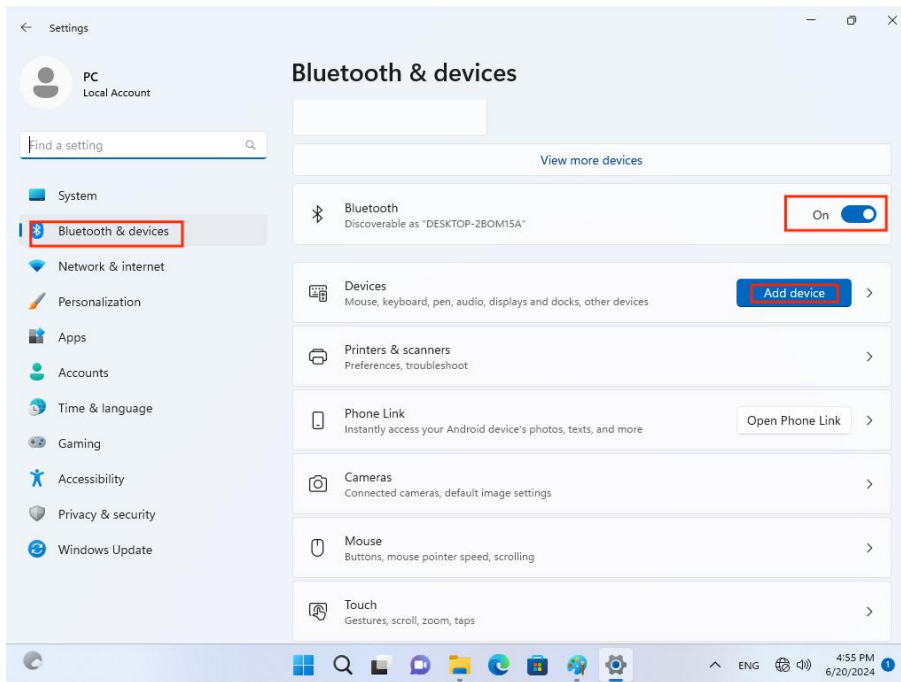 Settings
PC
Local Account
Find a setting
System
Bluetooth & devices
Network & internet
Personalization
Apps
Accounts
Time & language
Gaming
Accessibility
Privacy & security
Windows Update
Bluetooth & devices
View more devices
Bluetooth
Discoverable as "DESKTOP-2BOM15A"
On
Devices
Mouse, keyboard, pen, audio, displays and docks, other devices
Add device
Printers & scanners
Preferences, troubleshoot
Phone Link
Instantly access your Android device's photos, texts, and more
Open Phone Link
Cameras
Connected cameras, default image settings
Mouse
Buttons, mouse pointer speed, scrolling
Touch
Gestures, scroll, zoom, taps
ENG
4:55 PM
6/20/2024
1